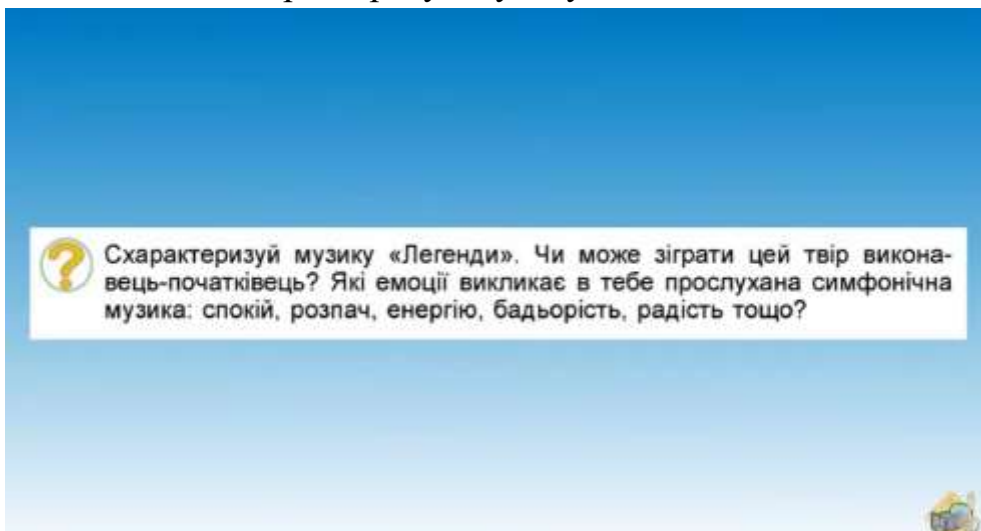 Схарактеризуй музику «Легенди». Чи може зіграти цей твір викона-
вець-початківець? Які емоції викликає в тебе прослухана симфонічна
музика: спокій, розпач, енергію, бадьорість, радість тощо?